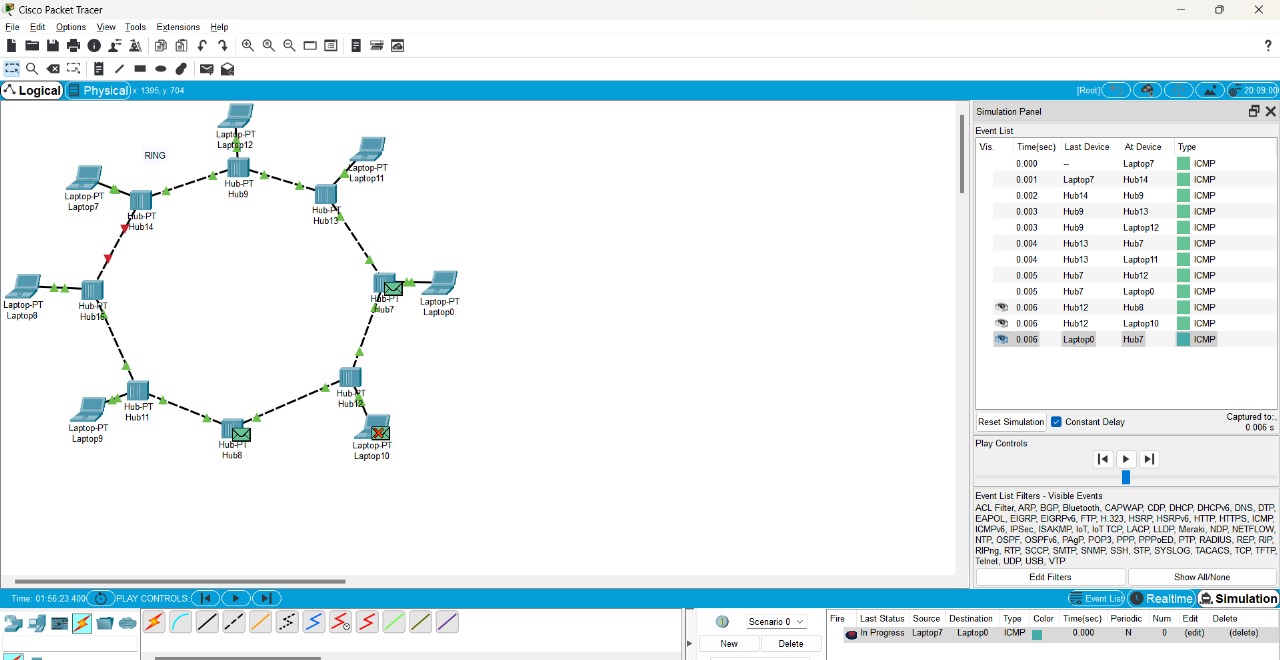 Cisco Packet Tracer
File Edit Options View Tools Extensions Help
?
Logical Physical x: 1395, y: 704 [Root] 20:09:00
RING
Laptop-PT
Laptop12
Hub-PT
Hub9
Laptop-PT
Laptop11
Hub-PT
Hub13
Laptop-PT
Laptop7
Hub-PT
Hub14
Laptop-PT
Laptop8
Hub-PT
Hub-PT
Hub7
Laptop-PT
Laptop0
Hub-PT
Hub11
Laptop-PT
Laptop9
Hub-PT
Hub8
Hub-PT
Hub12
Laptop-PT
Laptop10
Simulation Panel
Event List
Vis. Time(sec) Last Device At Device Type
0.000 -- Laptop7 ICMP
0.001 Laptop7 Hub14 ICMP
0.002 Hub14 Hub9 ICMP
0.003 Hub9 Hub13 ICMP
0.003 Hub9 Laptop12 ICMP
0.004 Hub13 Hub7 ICMP
0.004 Hub13 Laptop11 ICMP
0.005 Hub7 Hub12 ICMP
0.005 Hub7 Laptop0 ICMP
0.006 Hub12 Hub8 ICMP
0.006 Hub12 Laptop10 ICMP
0.006 Laptop0 Hub7 ICMP
Reset Simulation Constant Delay Captured to:
0.006 s
Play Controls
Event List Filters - Visible Events
ACL Filter, ARP, BGP, Bluetooth, CAPWAP, CDP, DHCP, DHCPv6, DNS, DTP,
EAPOL, EIGRP, EIGRPv6, FTP, H.323, HSRP, HSRPv6, HTTP, HTTPS, ICMP,
ICMPv6, IPSec, ISAKMP, IoT, IoT TCP, LACP, LLDP, Meraki, NDP, NETFLOW,
NTP, OSPF, OSPFv6, PAgP, POP3, PPP, PPPoED, PTP, RADIUS, REP, RIP,
RIPng, RTP, SCCP, SMTP, SNMP, SSH, STP, SYSLOG, TACACS, TCP, TFTP,
Telnet, UDP, USB, VTP
Edit Filters Show All/None
Time: 01:56:23.400 PLAY CONTROLS: Event List Realtime Simulation
Scenario 0
New Delete
Fire Last Status Source Destination Type Color Time(sec) Periodic Num Edit Delete
In Progress Laptop7 Laptop0 ICMP 0.000 N 0 (edit) (delete)